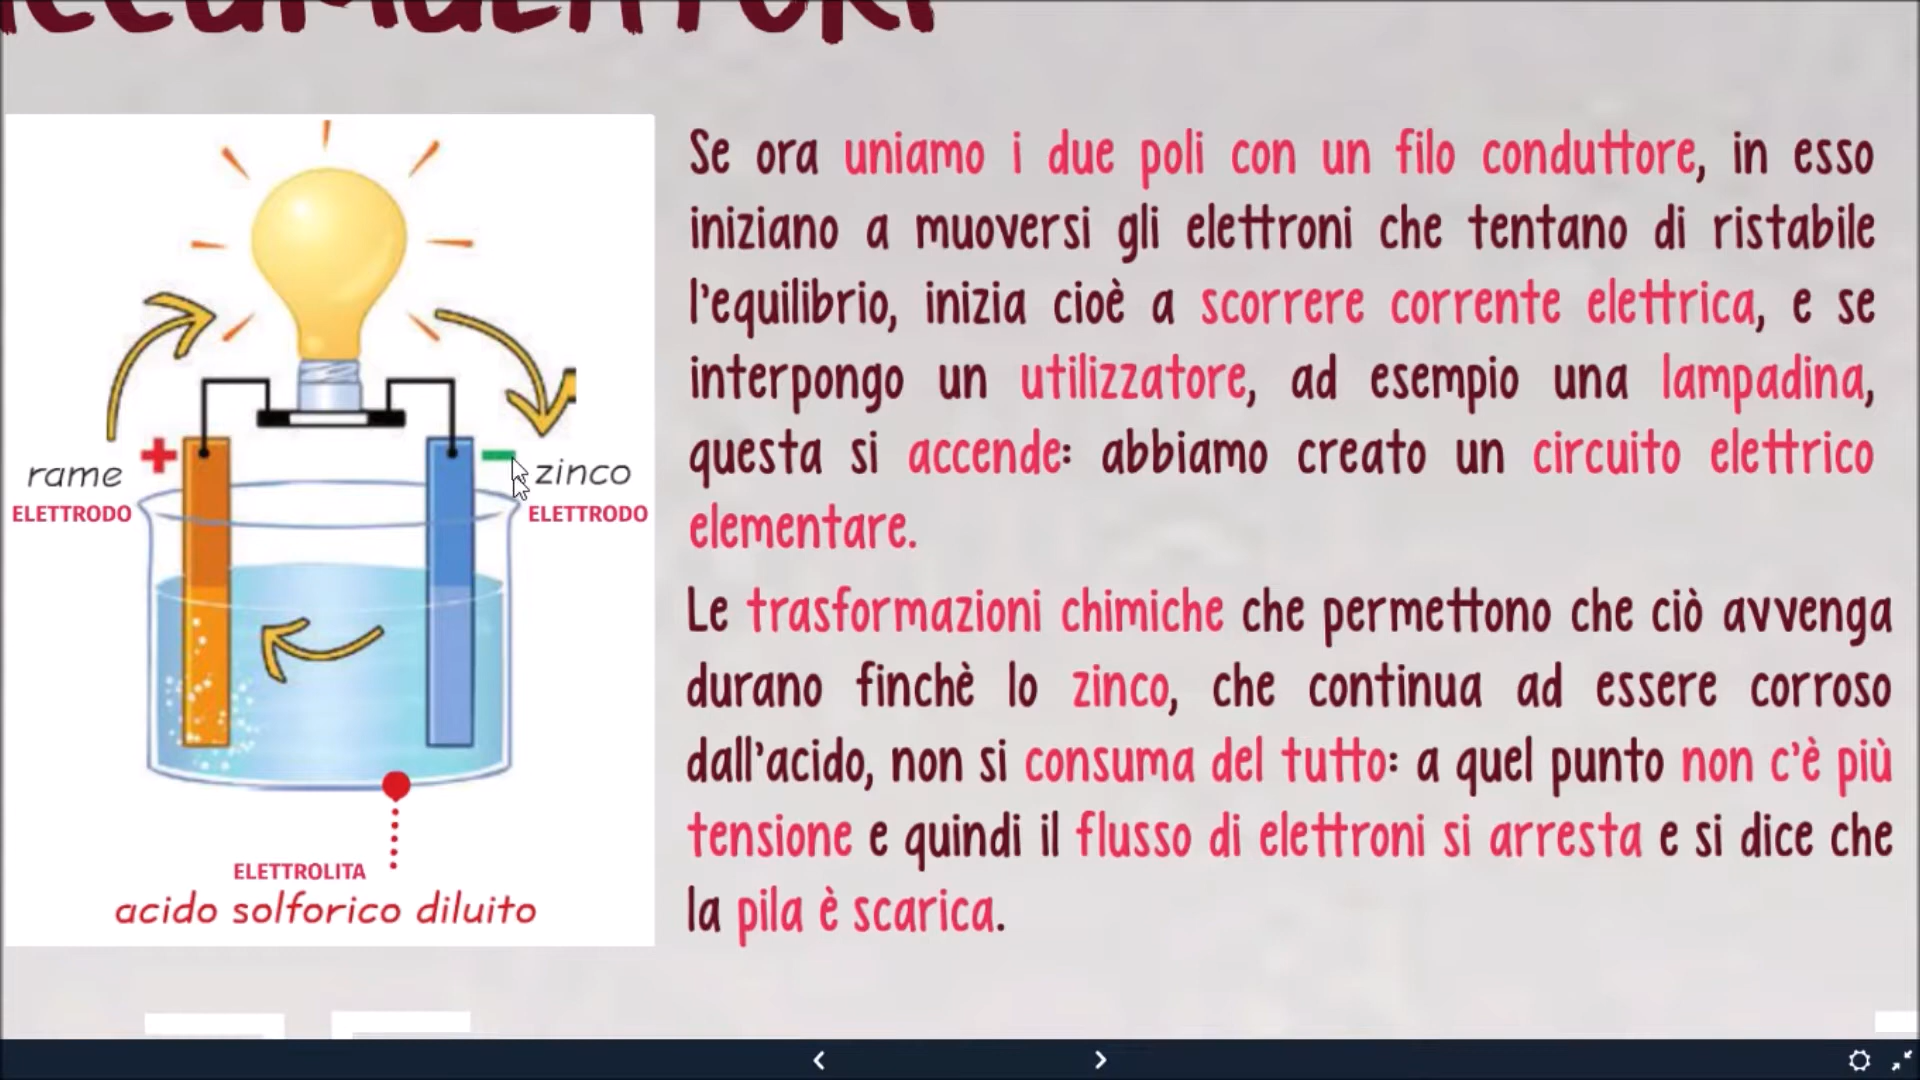 Se ora uniamo i due poli con un filo conduttore, in esso
iniziano a muoversi gli elettroni che tentano di ristabile
l'equilibrio, inizia cioè a scorrere corrente elettrica, e se
interpongo un utilizzatore, ad esempio una lampadina,
questa si accende: abbiamo creato un circuito elettrico
elementare.
Le trasformazioni chimiche che permettono che ciò avvenga
durano finchè lo zinco, che continua ad essere corroso
dall'acido, non si consuma del tutto: a quel punto non c'è più
tensione e quindi il flusso di elettroni si arresta e si dice che
la pila è scarica.
+
−
rame
ELETTRODO
zinco
ELETTRODO
ELETTROLITA
acido solforico diluito